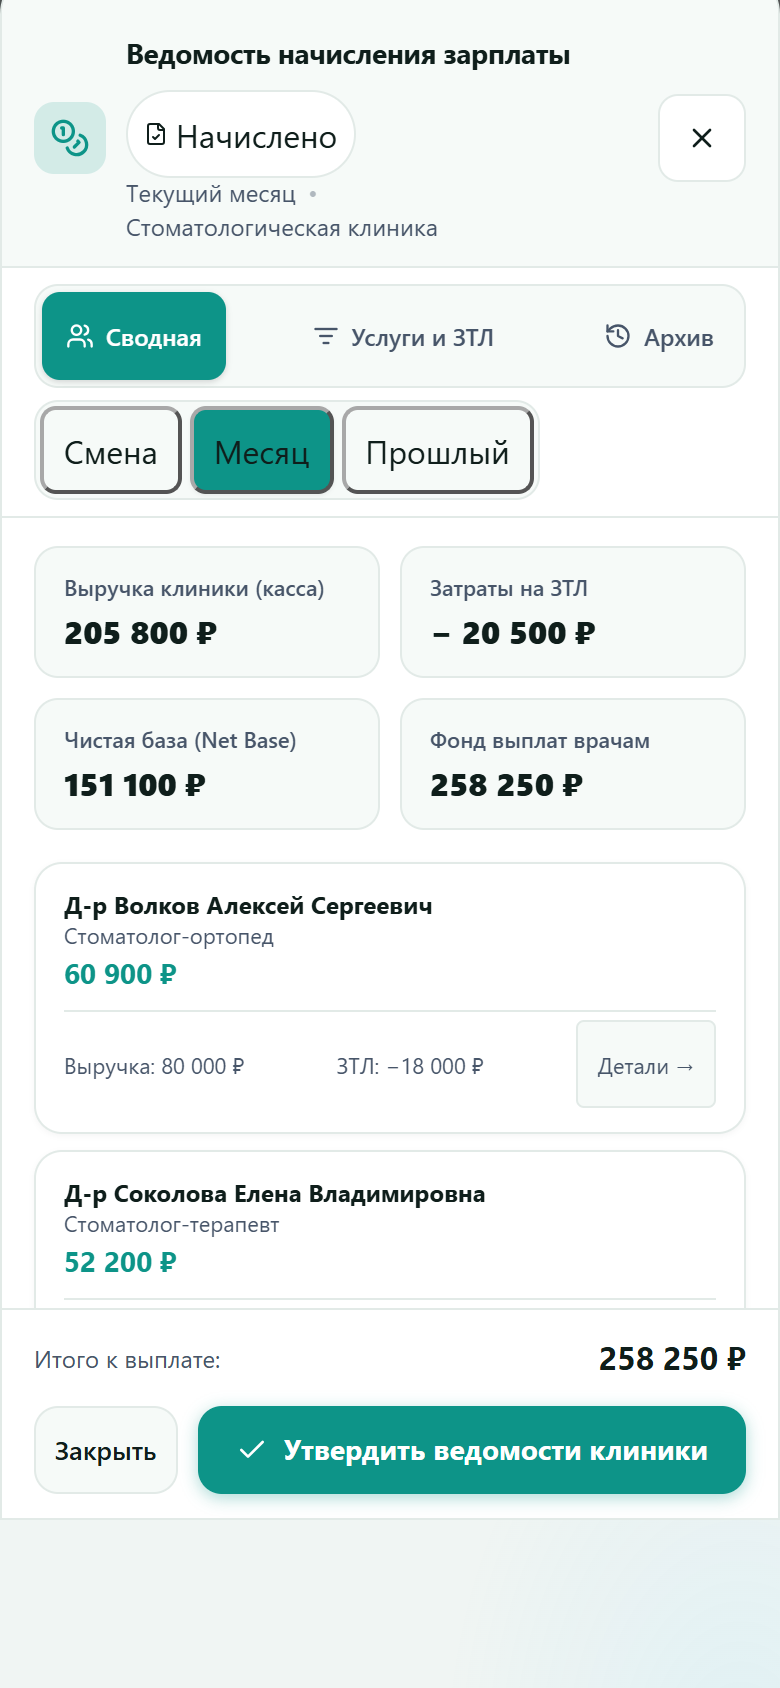 Ведомость начисления зарплаты
Начислено
Текущий месяц •
Стоматологическая клиника
Сводная
Услуги и ЗТЛ
Архив
Смена
Месяц
Прошлый
Выручка клиники (касса)
205 800 ₽
Затраты на ЗТЛ
− 20 500 ₽
Чистая база (Net Base)
151 100 ₽
Фонд выплат врачам
258 250 ₽
Д-р Волков Алексей Сергеевич
Стоматолог-ортопед
60 900 ₽
Выручка: 80 000 ₽
ЗТЛ: −18 000 ₽
Детали →
Д-р Соколова Елена Владимировна
Стоматолог-терапевт
52 200 ₽
Итого к выплате:
258 250 ₽
Закрыть
Утвердить ведомости клиники